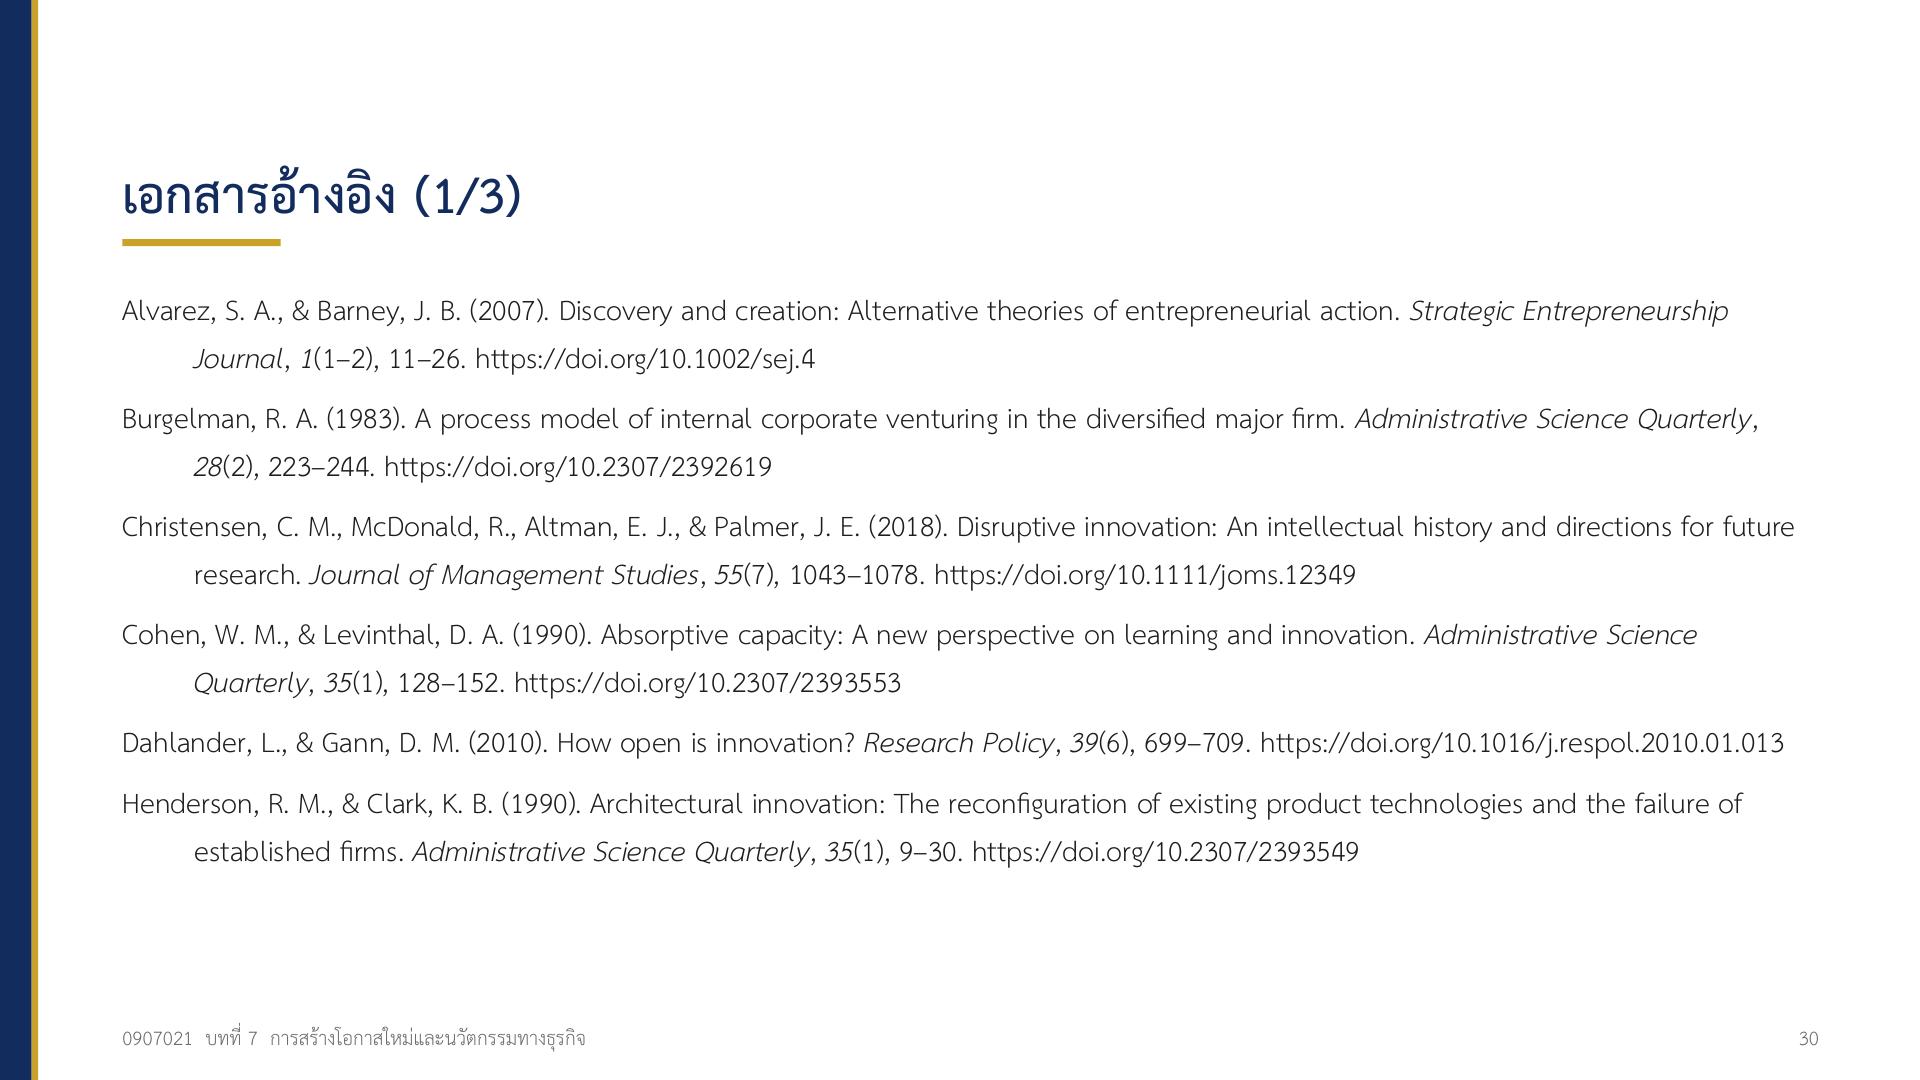 เอกสารอ้างอิง (1/3)
Alvarez, S. A., & Barney, J. B. (2007). Discovery and creation: Alternative theories of entrepreneurial action. Strategic Entrepreneurship
Journal, 1(1–2), 11–26. https://doi.org/10.1002/sej.4
Burgelman, R. A. (1983). A process model of internal corporate venturing in the diversified major firm. Administrative Science Quarterly,
28(2), 223–244. https://doi.org/10.2307/2392619
Christensen, C. M., McDonald, R., Altman, E. J., & Palmer, J. E. (2018). Disruptive innovation: An intellectual history and directions for future
research. Journal of Management Studies, 55(7), 1043–1078. https://doi.org/10.1111/joms.12349
Cohen, W. M., & Levinthal, D. A. (1990). Absorptive capacity: A new perspective on learning and innovation. Administrative Science
Quarterly, 35(1), 128–152. https://doi.org/10.2307/2393553
Dahlander, L., & Gann, D. M. (2010). How open is innovation? Research Policy, 39(6), 699–709. https://doi.org/10.1016/j.respol.2010.01.013
Henderson, R. M., & Clark, K. B. (1990). Architectural innovation: The reconfiguration of existing product technologies and the failure of
established firms. Administrative Science Quarterly, 35(1), 9–30. https://doi.org/10.2307/2393549
0907021 บทที่ 7 การสร้างโอกาสใหม่และนวัตกรรมทางธุรกิจ
30